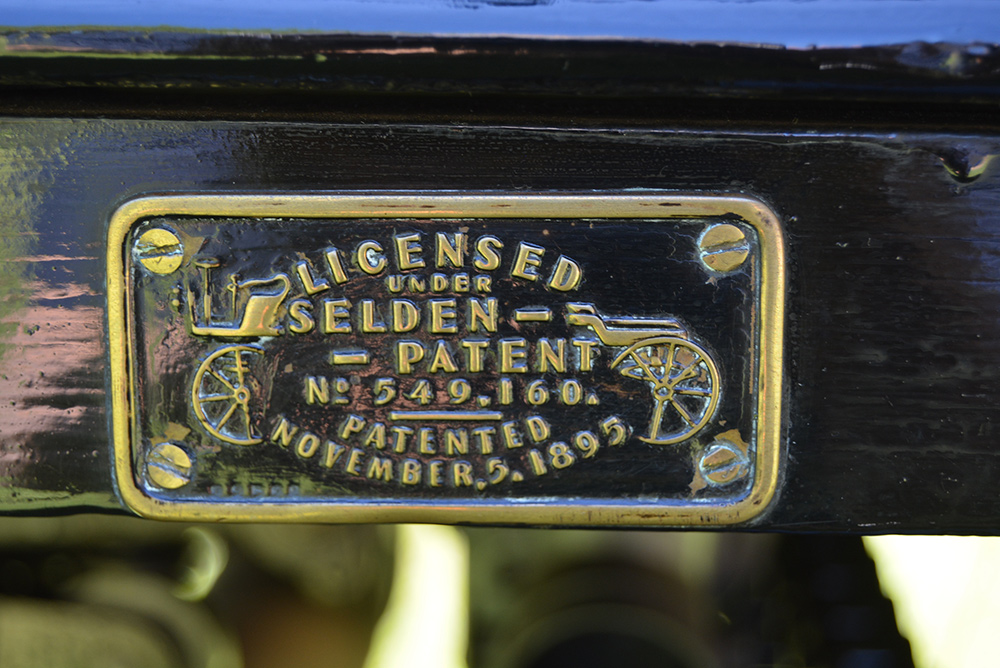 LICENSED
UNDER
SELDEN –
– PATENT
Nº 549.160.
PATENTED
NOVEMBER.5.1895.